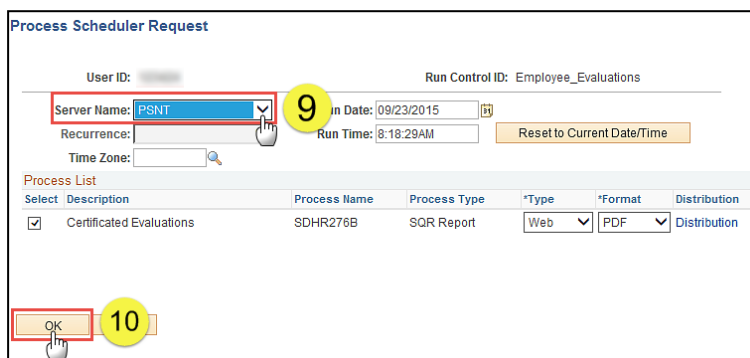 Process Scheduler Request
User ID:
Run Control ID: Employee_Evaluations
Server Name: PSNT
9
n Date: 09/23/2015
Recurrence:
Run Time: 8:18:29AM
Reset to Current Date/Time
Time Zone:
Process List
Select Description Process Name Process Type *Type *Format Distribution
Certificated Evaluations SDHR276B SQR Report Web PDF Distribution
OK
10